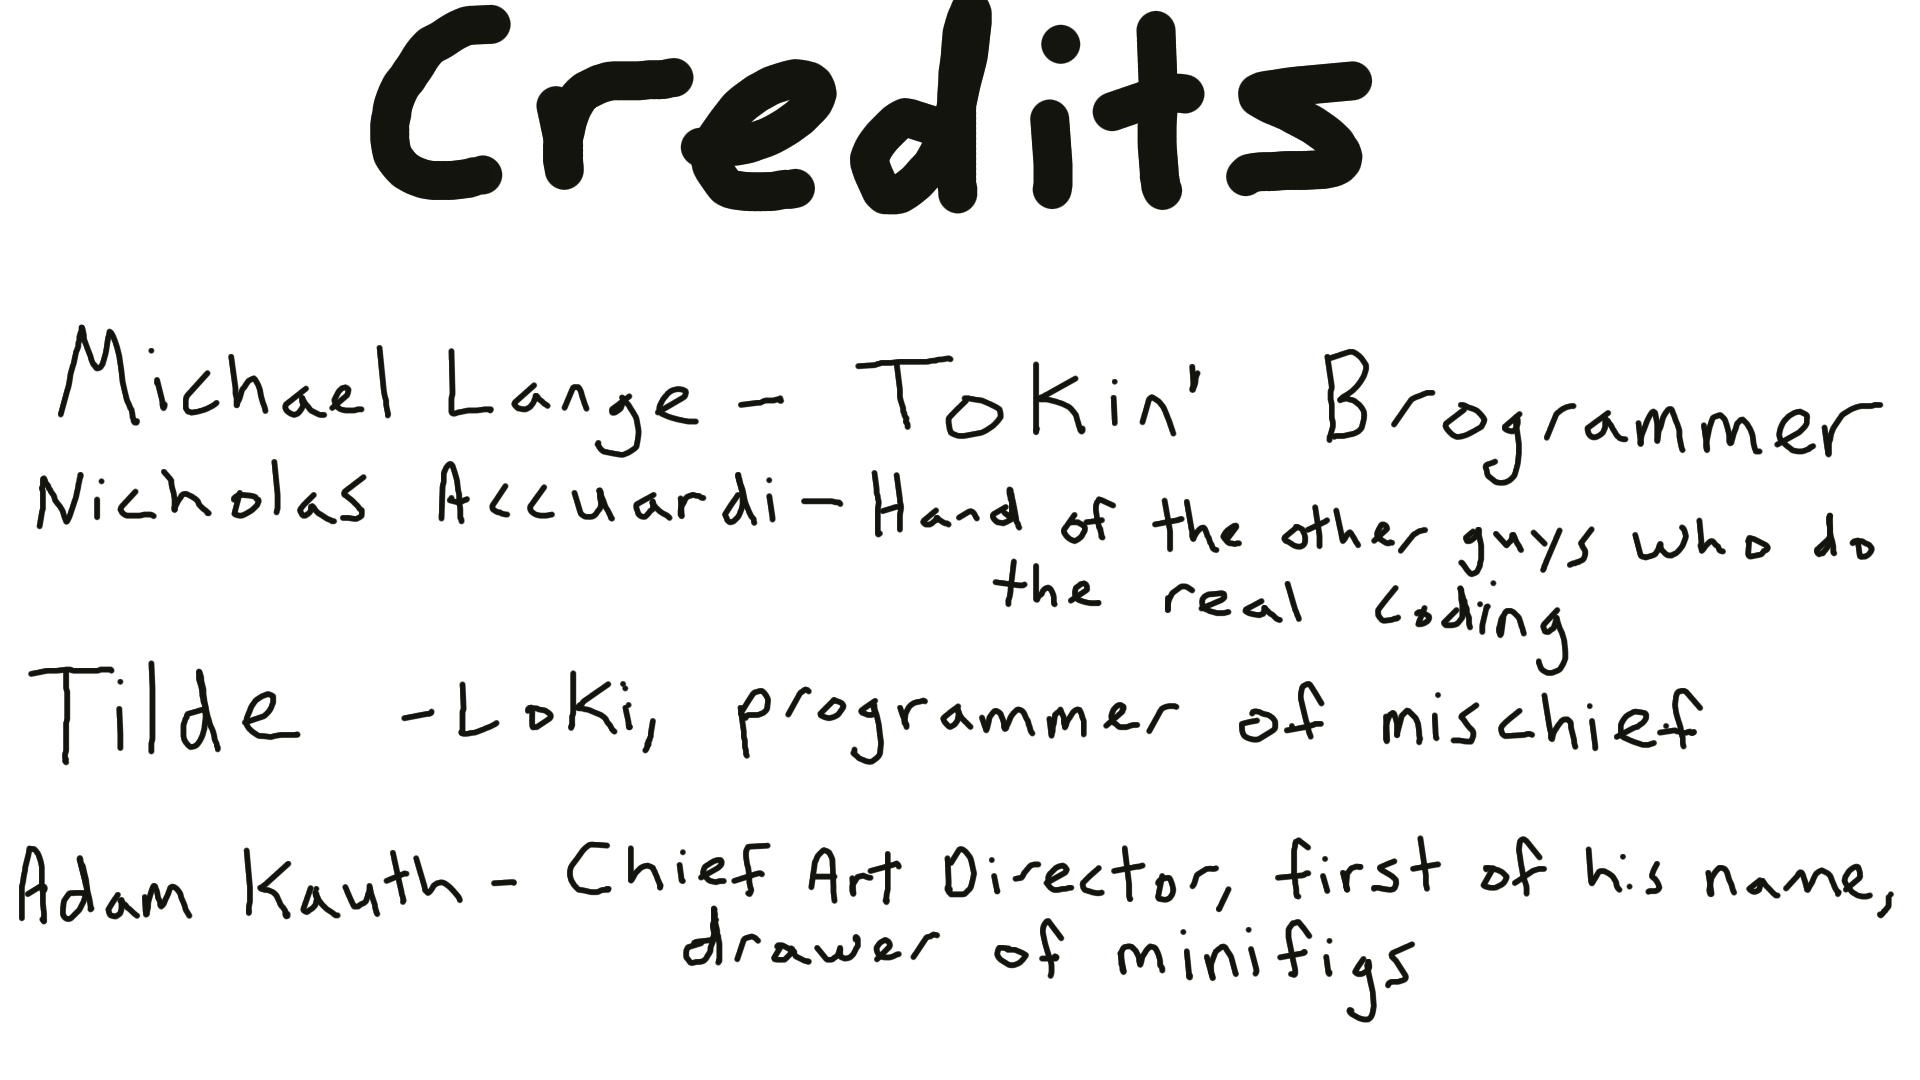 Credits
Michael Lange - Tokin' Brogrammer
Nicholas Accuardi - Hand of the other guys who do
the real coding
Tilde - Loki, programmer of mischief
Adam Kauth - Chief Art Director, first of his name,
drawer of minifigs